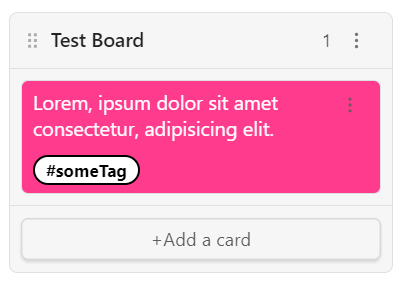 Test Board 1
Lorem, ipsum dolor sit amet
consectetur, adipisicing elit.
#someTag
+Add a card